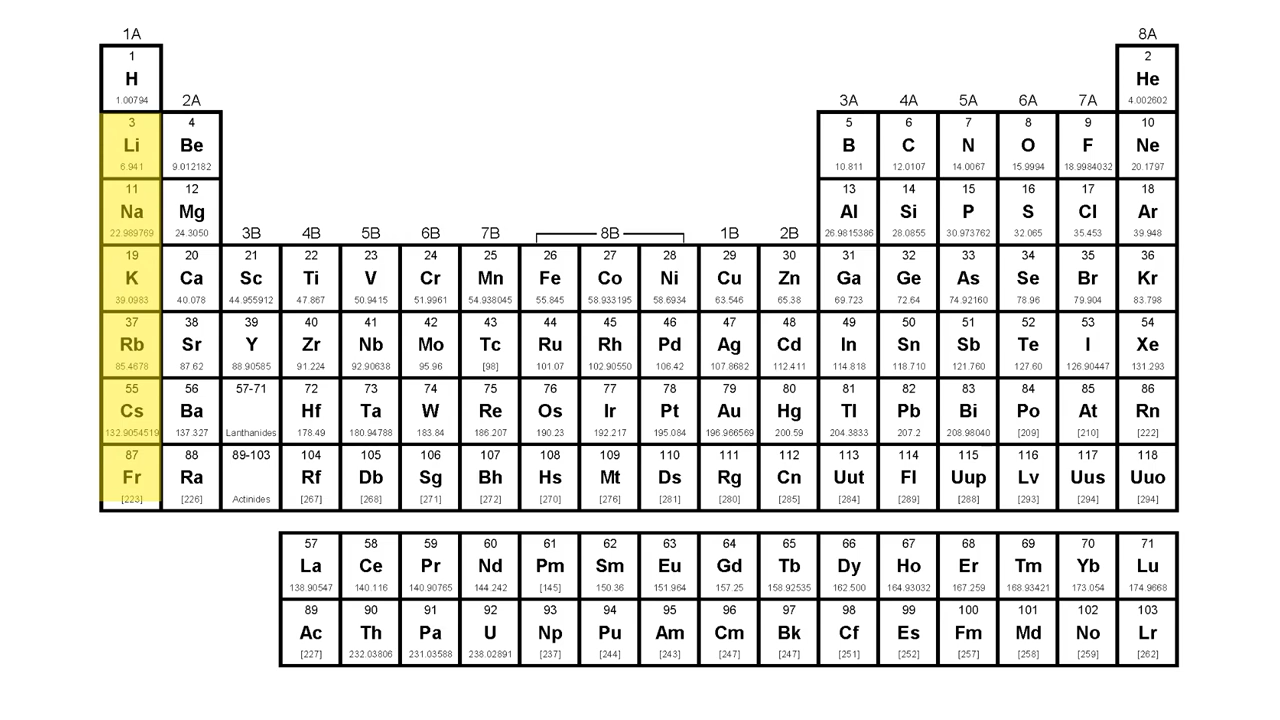 1A 8A
1 2
H He
1.00794 2A 3A 4A 5A 6A 7A 4.002602
3 4 5 6 7 8 9 10
Li Be B C N O F Ne
6.941 9.012182 10.811 12.0107 14.0067 15.9994 18.9984032 20.1797
11 12 13 14 15 16 17 18
Na Mg Al Si P S Cl Ar
22.989769 24.3050 3B 4B 5B 6B 7B 8B 1B 2B 26.9815386 28.0855 30.973762 32.065 35.453 39.948
19 20 21 22 23 24 25 26 27 28 29 30 31 32 33 34 35 36
K Ca Sc Ti V Cr Mn Fe Co Ni Cu Zn Ga Ge As Se Br Kr
39.0983 40.078 44.955912 47.867 50.9415 51.9961 54.938045 55.845 58.933195 58.6934 63.546 65.38 69.723 72.64 74.92160 78.96 79.904 83.798
37 38 39 40 41 42 43 44 45 46 47 48 49 50 51 52 53 54
Rb Sr Y Zr Nb Mo Tc Ru Rh Pd Ag Cd In Sn Sb Te I Xe
85.4678 87.62 88.90585 91.224 92.90638 95.96 [98] 101.07 102.90550 106.42 107.8682 112.411 114.818 118.710 121.760 127.60 126.90447 131.293
55 56 57-71 72 73 74 75 76 77 78 79 80 81 82 83 84 85 86
Cs Ba Hf Ta W Re Os Ir Pt Au Hg Tl Pb Bi Po At Rn
132.9054519 137.327 Lanthanides 178.49 180.94788 183.84 186.207 190.23 192.217 195.084 196.966569 200.59 204.3833 207.2 208.98040 [209] [210] [222]
87 88 89-103 104 105 106 107 108 109 110 111 112 113 114 115 116 117 118
Fr Ra Rf Db Sg Bh Hs Mt Ds Rg Cn Uut Fl Uup Lv Uus Uuo
[223] [226] Actinides [267] [268] [271] [272] [270] [276] [281] [280] [285] [284] [289] [288] [293] [294] [294]
57 58 59 60 61 62 63 64 65 66 67 68 69 70 71
La Ce Pr Nd Pm Sm Eu Gd Tb Dy Ho Er Tm Yb Lu
138.90547 140.116 140.90765 144.242 [145] 150.36 151.964 157.25 158.92535 162.500 164.93032 167.259 168.93421 173.054 174.9668
89 90 91 92 93 94 95 96 97 98 99 100 101 102 103
Ac Th Pa U Np Pu Am Cm Bk Cf Es Fm Md No Lr
[227] 232.03806 231.03588 238.02891 [237] [244] [243] [247] [247] [251] [252] [257] [258] [259] [262]